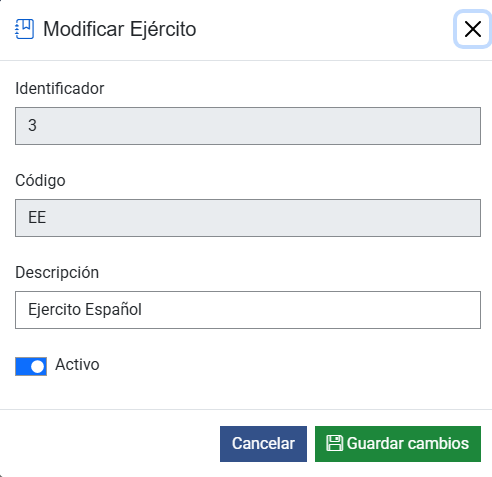 Modificar Ejército
Identificador
3
Código
EE
Descripción
Ejercito Español
Activo
Cancelar
Guardar cambios